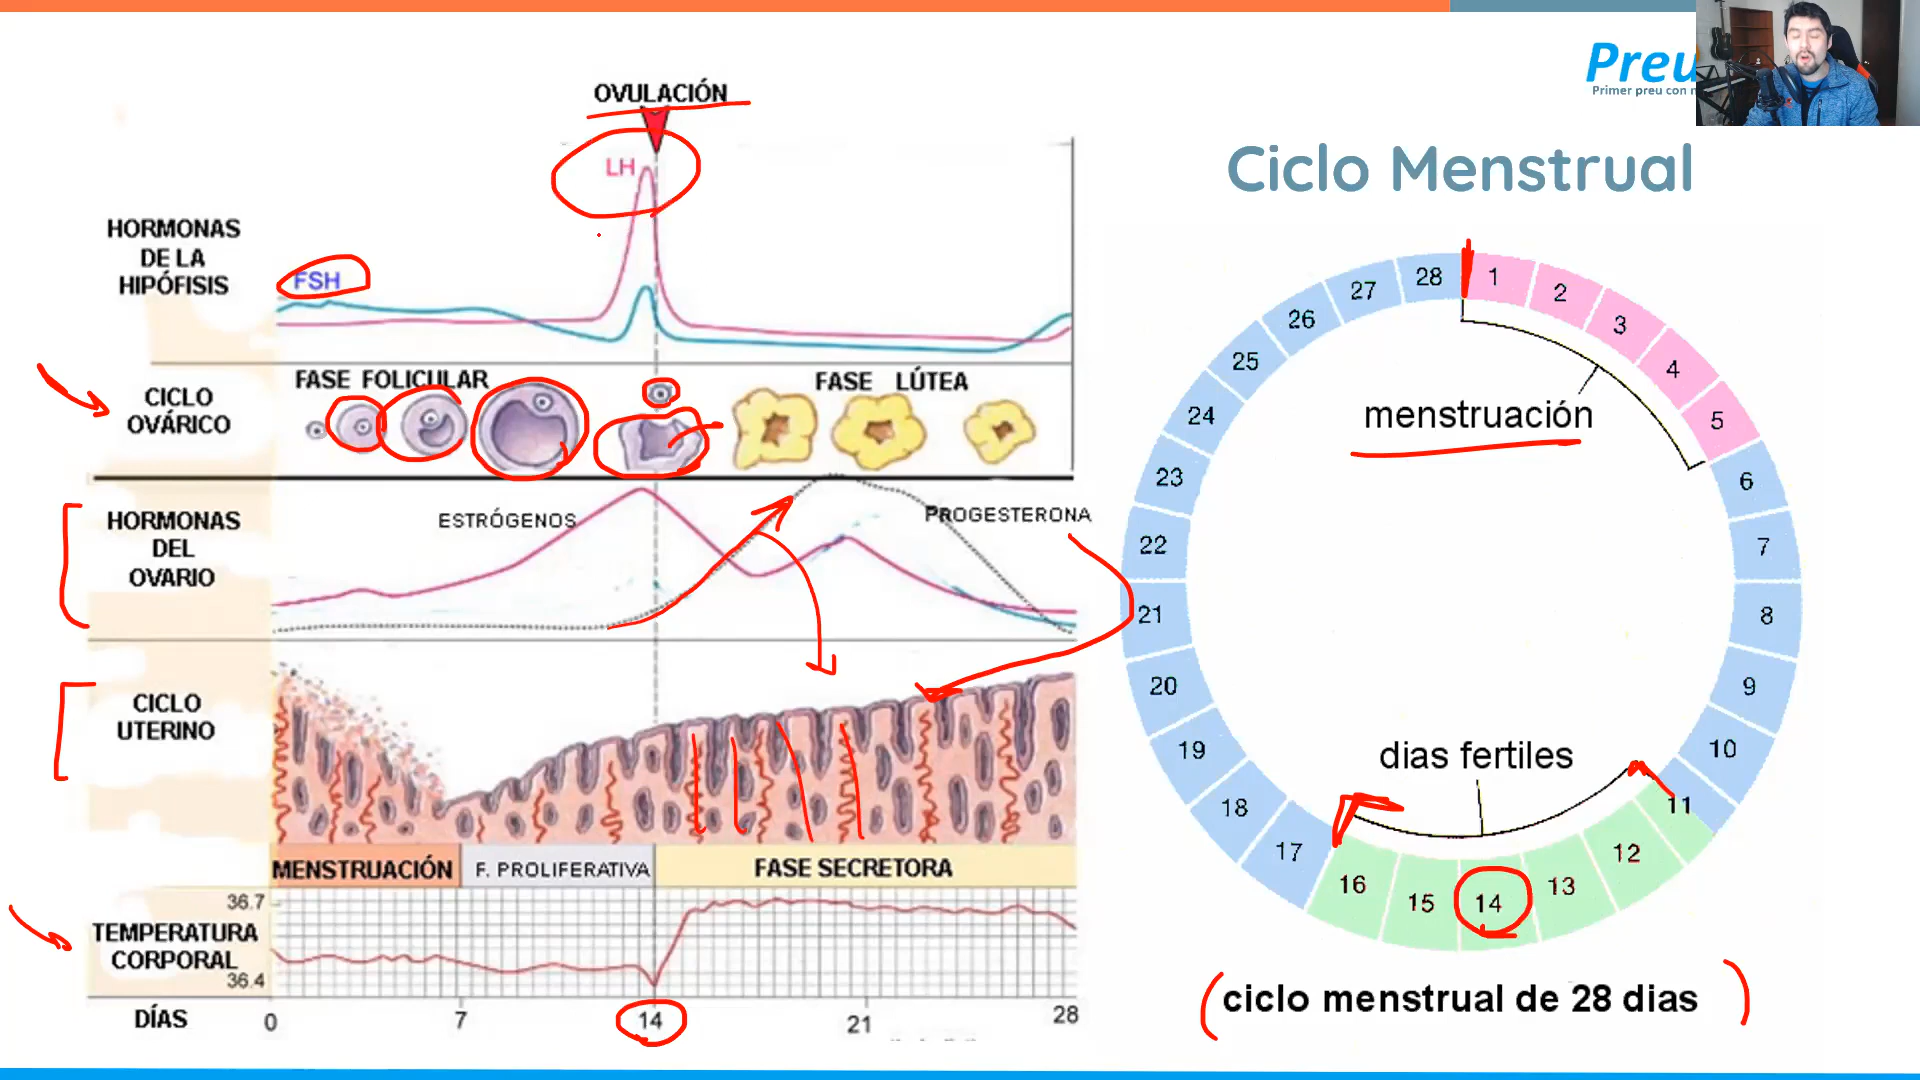 Preu
Primer preu con
Ciclo Menstrual
OVULACIÓN
LH
HORMONAS
DE LA
HIPÓFISIS
FSH
CICLO
OVÁRICO
FASE FOLICULAR
FASE LÚTEA
HORMONAS
DEL
OVARIO
ESTRÓGENOS
PROGESTERONA
CICLO
UTERINO
MENSTRUACIÓN
F. PROLIFERATIVA
FASE SECRETORA
TEMPERATURA
CORPORAL
36.7
36.4
DÍAS
0
7
14
21
28
1
2
3
4
5
6
7
8
9
10
11
12
13
14
15
16
17
18
19
20
21
22
23
24
25
26
27
28
menstruación
dias fertiles
ciclo menstrual de 28 dias